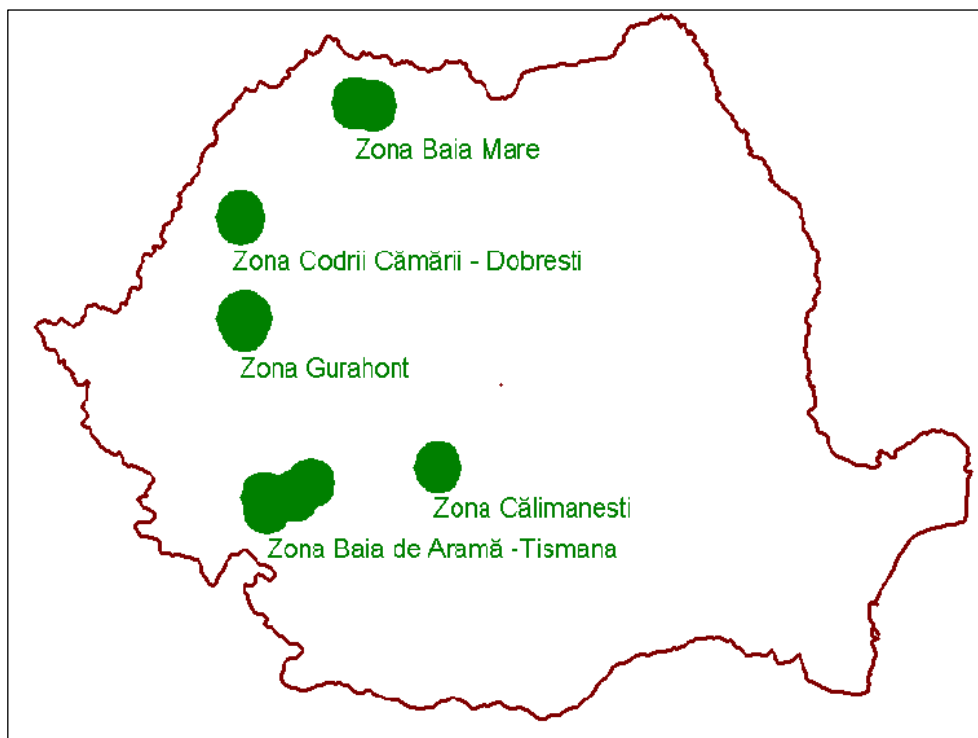 Zona Baia Mare
Zona Codrii Cămării - Dobresti
Zona Gurahont
Zona Călimanesti
Zona Baia de Aramă -Tismana